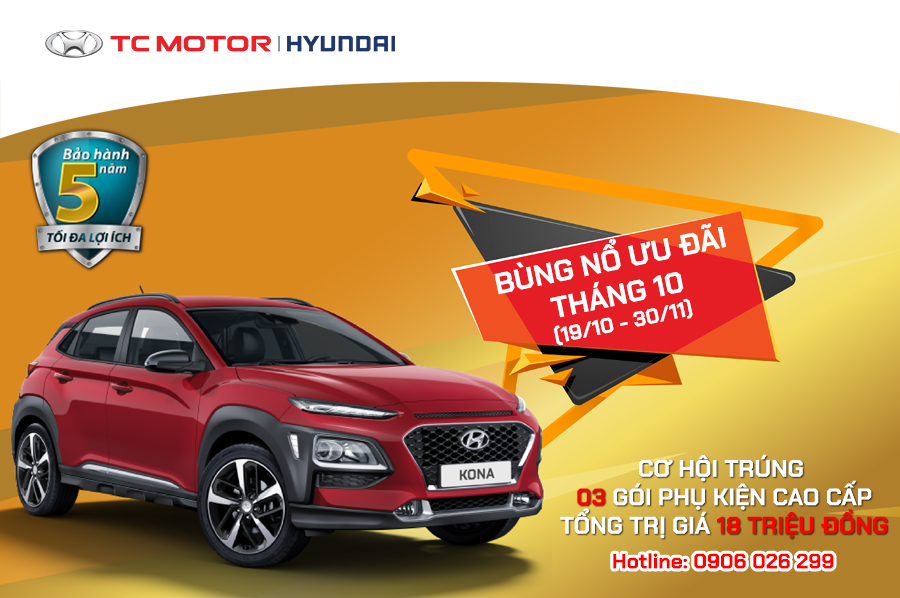 TC MOTOR | HYUNDAI
Bảo hành
5 năm
TỐI ĐA LỢI ÍCH
BÙNG NỔ ƯU ĐÃI
THÁNG 10
(19/10 - 30/11)
KONA
CƠ HỘI TRÚNG
03 GÓI PHỤ KIỆN CAO CẤP
TỔNG TRỊ GIÁ 18 TRIỆU ĐỒNG
Hotline: 0906 026 299